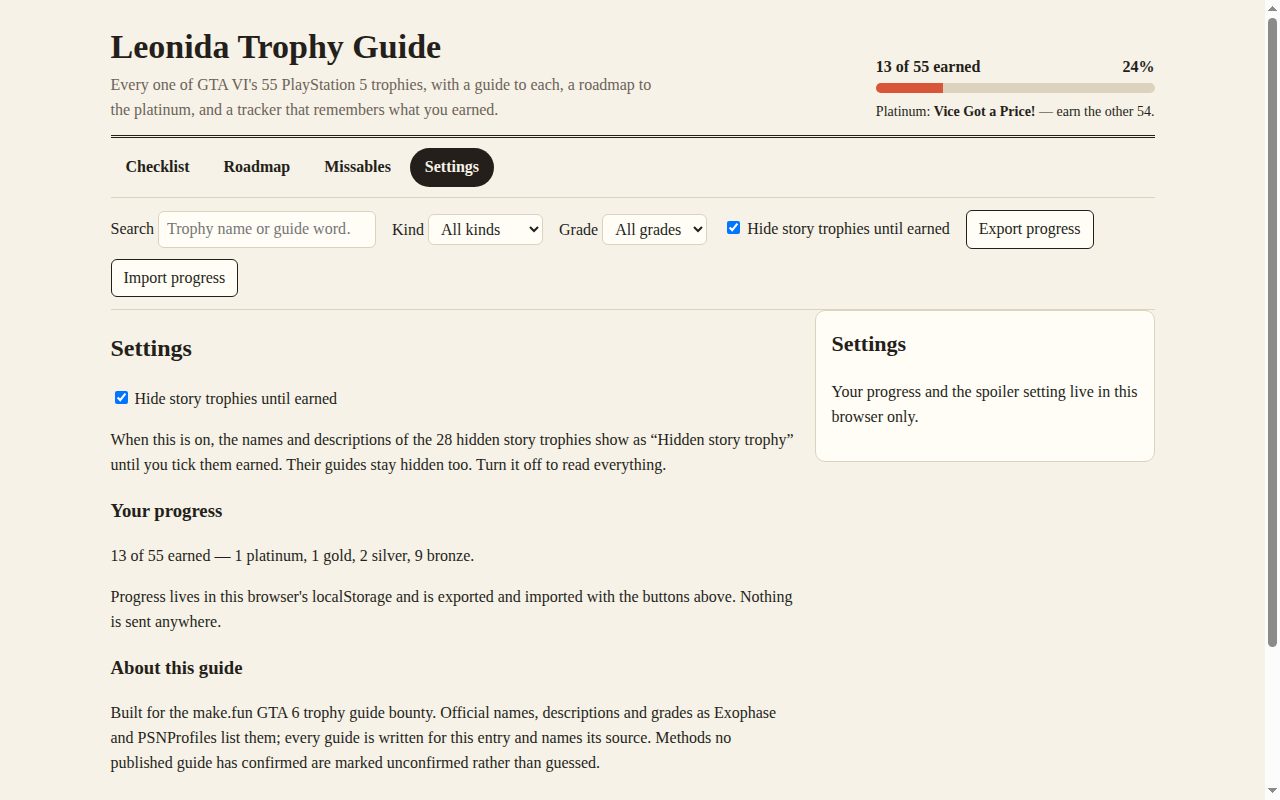 Leonida Trophy Guide
Every one of GTA VI's 55 PlayStation 5 trophies, with a guide to each, a roadmap to
the platinum, and a tracker that remembers what you earned.
13 of 55 earned 24%
Platinum: Vice Got a Price! — earn the other 54.
Checklist Roadmap Missables Settings
Search Trophy name or guide word. Kind All kinds Grade All grades Hide story trophies until earned Export progress
Import progress
Settings
Hide story trophies until earned
When this is on, the names and descriptions of the 28 hidden story trophies show as “Hidden story trophy”
until you tick them earned. Their guides stay hidden too. Turn it off to read everything.
Your progress
13 of 55 earned — 1 platinum, 1 gold, 2 silver, 9 bronze.
Progress lives in this browser's localStorage and is exported and imported with the buttons above. Nothing
is sent anywhere.
About this guide
Built for the make.fun GTA 6 trophy guide bounty. Official names, descriptions and grades as Exophase
and PSNProfiles list them; every guide is written for this entry and names its source. Methods no
published guide has confirmed are marked unconfirmed rather than guessed.
Settings
Your progress and the spoiler setting live in this
browser only.